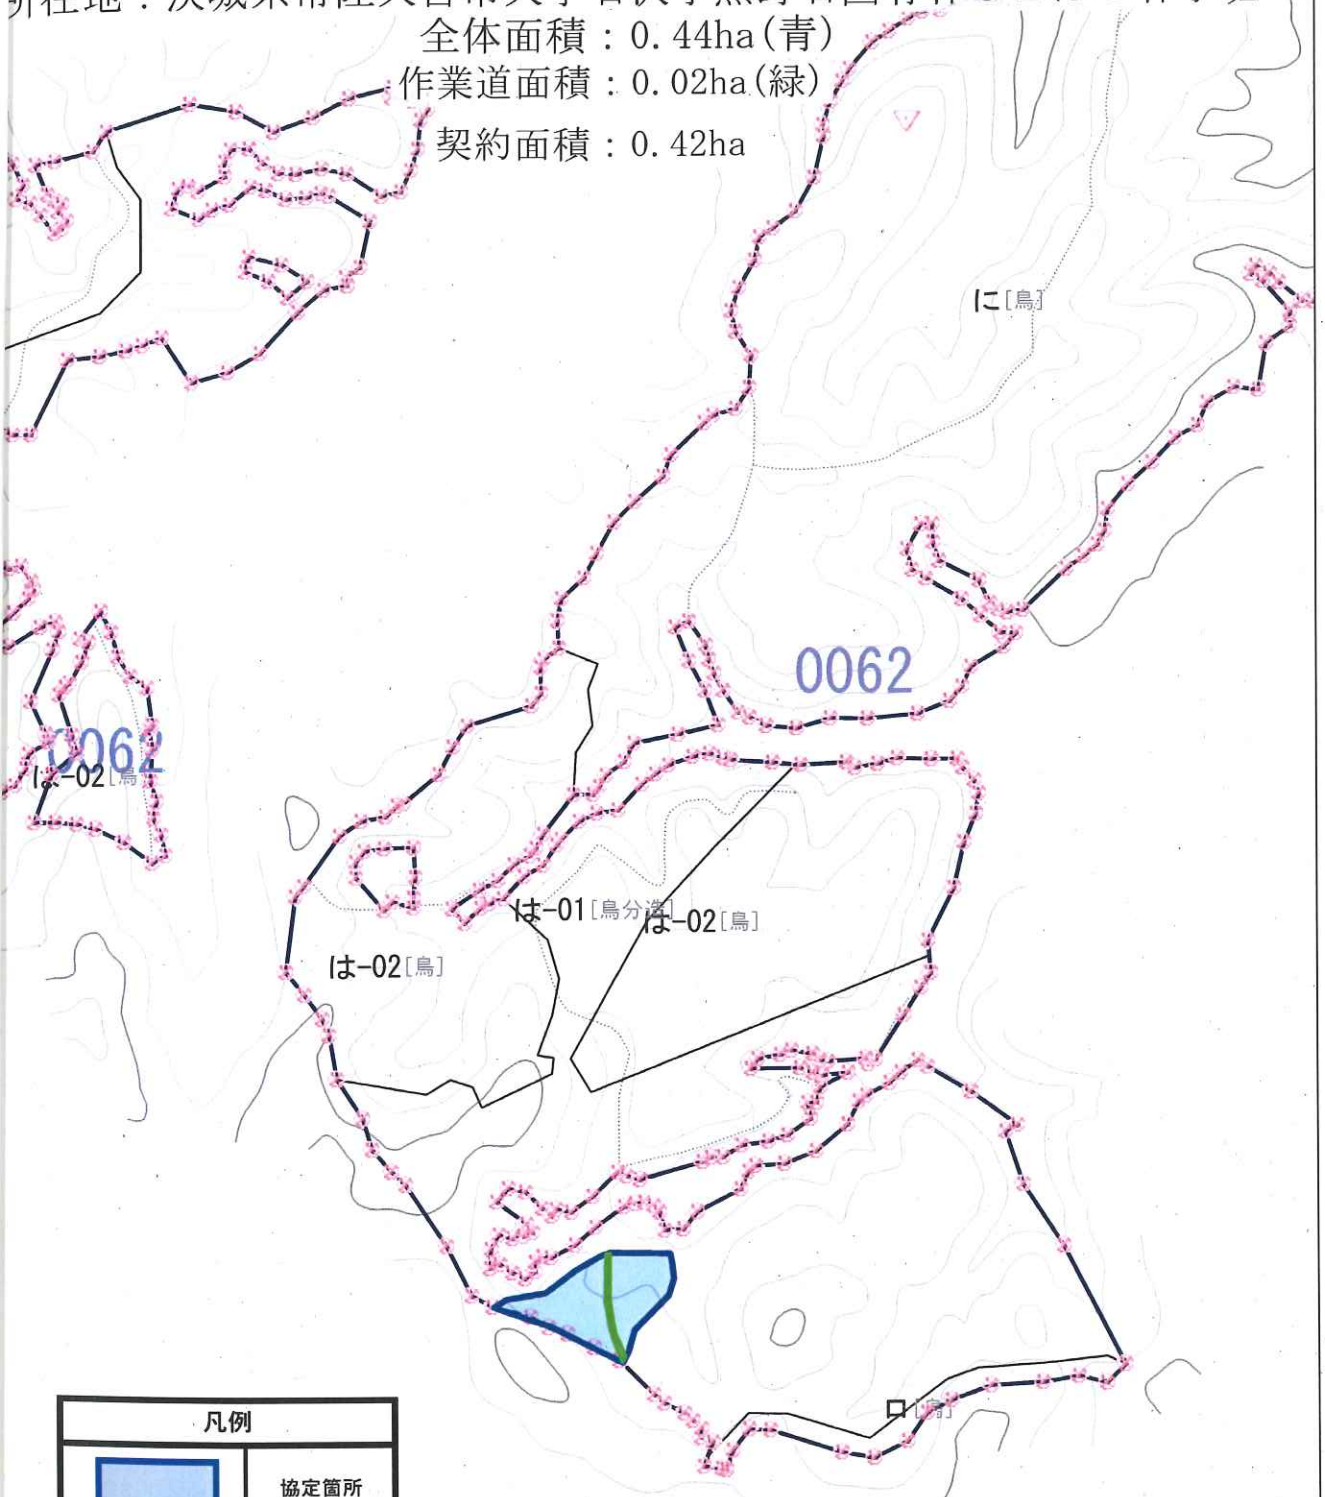 全体面積：0.44ha(青)
作業道面積：0.02ha(緑)
契約面積：0.42ha
に[鳥]
0062
0062
は-02[鳥]
は-01[鳥分造]
は-02[鳥]
は-02[鳥]
ロ[鳥]
凡例
協定箇所